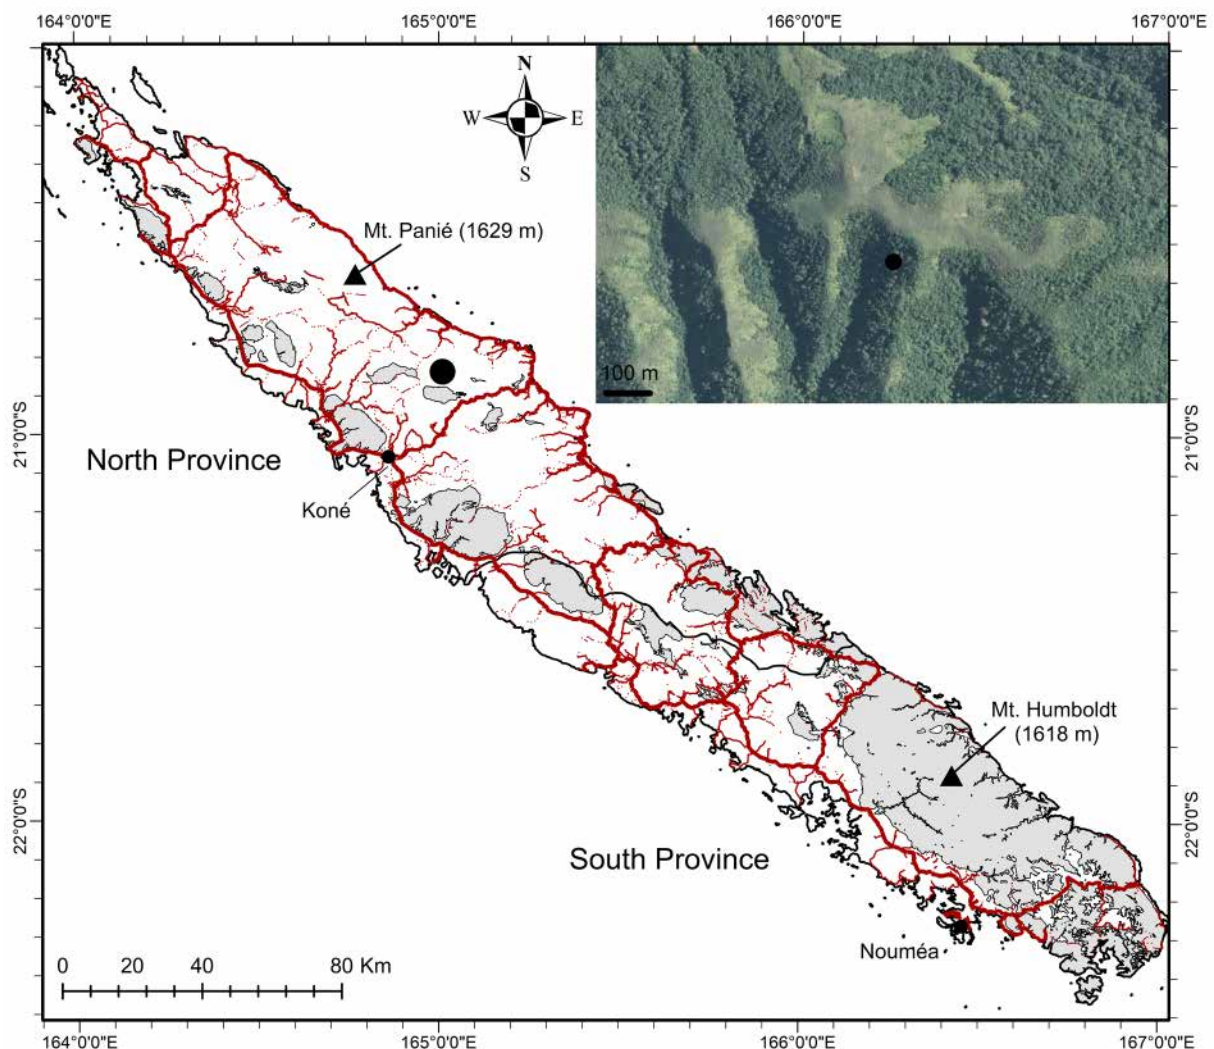 164°0'0"E
165°0'0"E
166°0'0"E
167°0'0"E
N
W
E
S
100 m
Mt. Panié (1629 m)
21°0'0"S
21°0'0"S
North Province
Koné
Mt. Humboldt
(1618 m)
22°0'0"S
22°0'0"S
South Province
Nouméa
0
20
40
80 Km
164°0'0"E
165°0'0"E
166°0'0"E
167°0'0"E